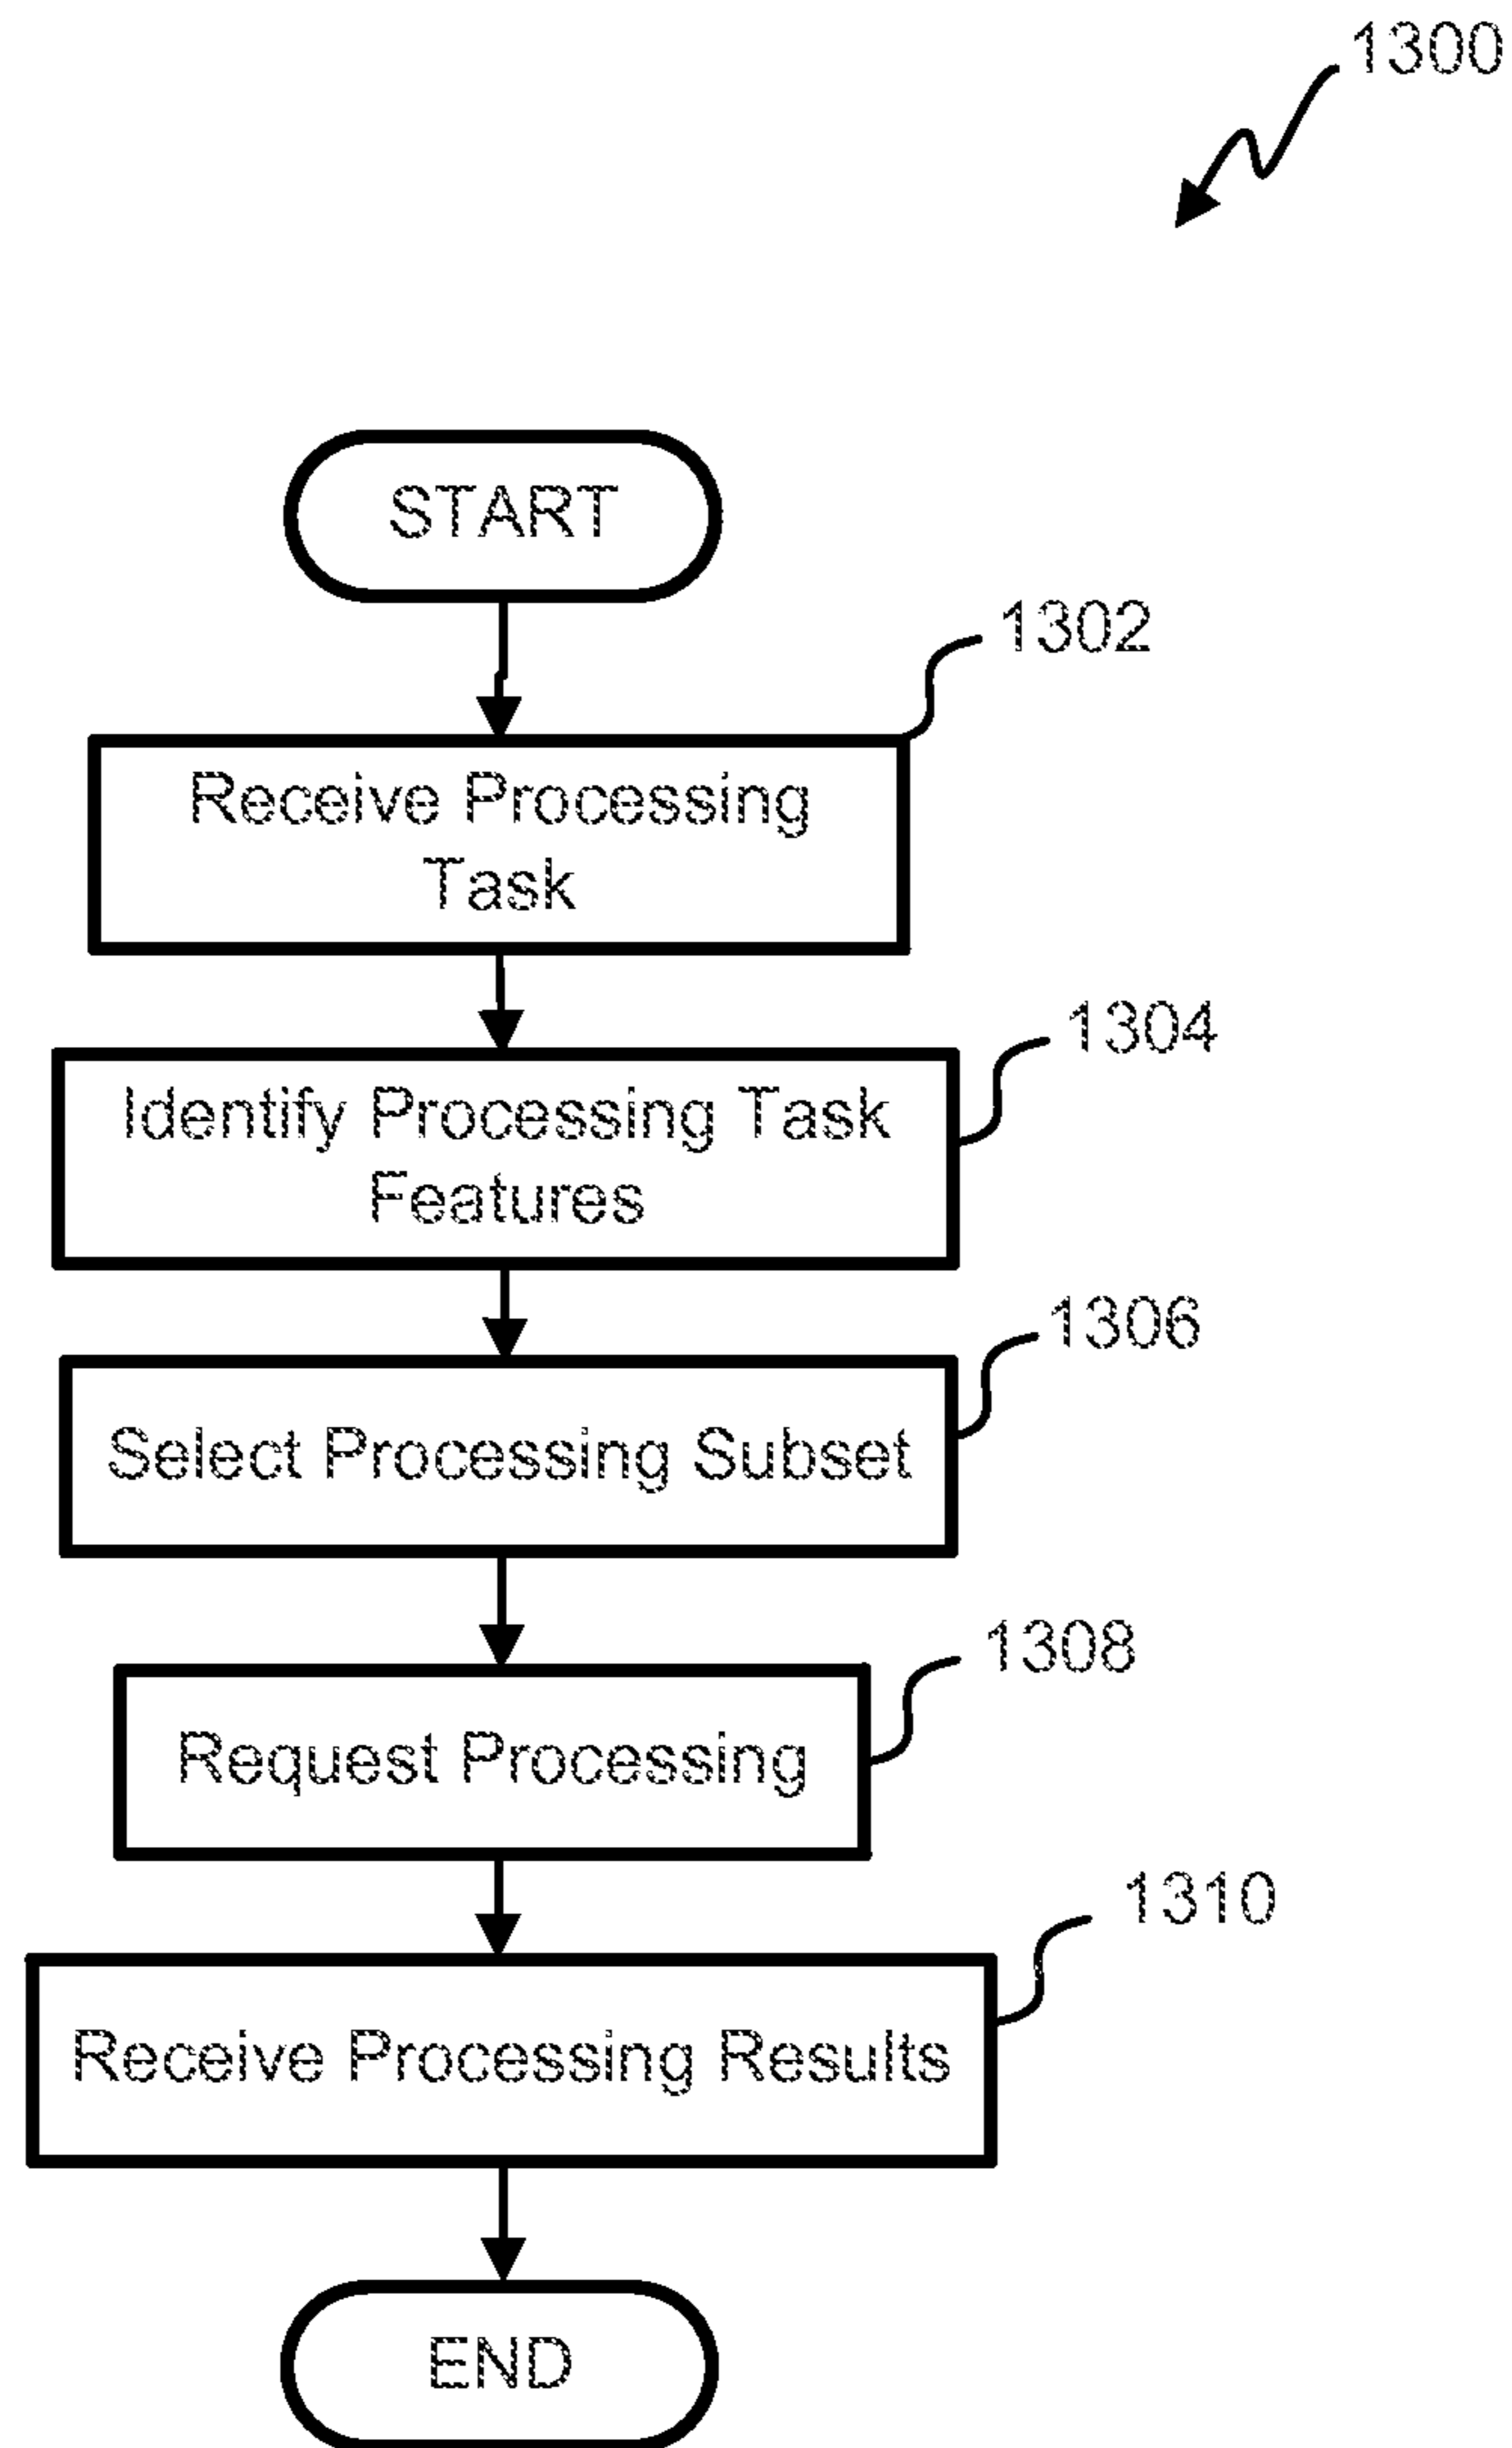 1300
START
1302
Receive Processing
Task
1304
Identify Processing Task
Features
1306
Select Processing Subset
1308
Request Processing
1310
Receive Processing Results
END